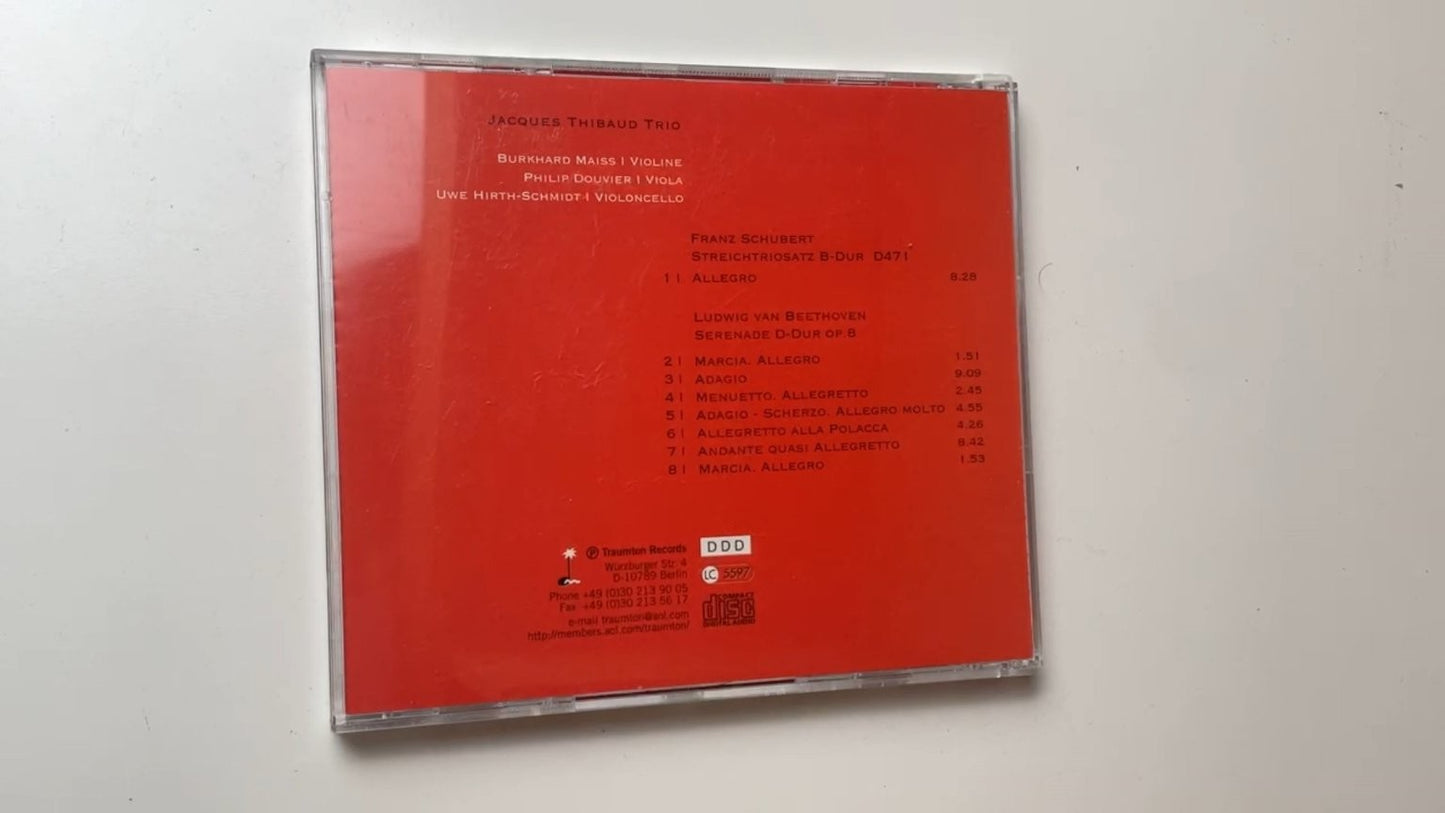 JACQUES THIBAUD TRIO
BURKHARD MAISS | VIOLINE
PHILIP DOUVIER | VIOLA
UWE HIRTH-SCHMIDT | VIOLONCELLO
FRANZ SCHUBERT
STREICHTRIOSATZ B-DUR D471
1 | ALLEGRO 8.28
LUDWIG VAN BEETHOVEN
SERENADE D-DUR OP.8
2 | MARCIA. ALLEGRO 1.51
3 | ADAGIO 9.09
4 | MENUETTO. ALLEGRETTO 2.45
5 | ADAGIO - SCHERZO. ALLEGRO MOLTO 4.55
6 | ALLEGRETTO ALLA POLACCA 4.26
7 | ANDANTE QUASI ALLEGRETTO 8.42
8 | MARCIA. ALLEGRO 1.53
℗ Traumton Records
Würzburger Str. 4
D-10789 Berlin
Phone +49 (0)30 213 90 05
Fax +49 (0)30 213 56 17
e-mail traumton@aol.com
http://members.aol.com/traumton/
DDD
LC 5597
COMPACT
disc
DIGITAL AUDIO